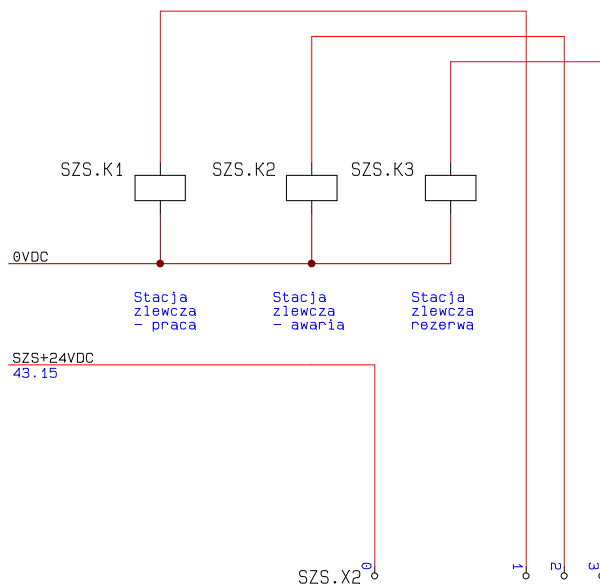 SZS.K1
SZS.K2
SZS.K3
0VDC
Stacja
zlewcza
- praca
Stacja
zlewcza
- awaria
Stacja
zlewcza
rezerwa
SZS+24VDC
43.15
SZS.X2
0
1
2
3